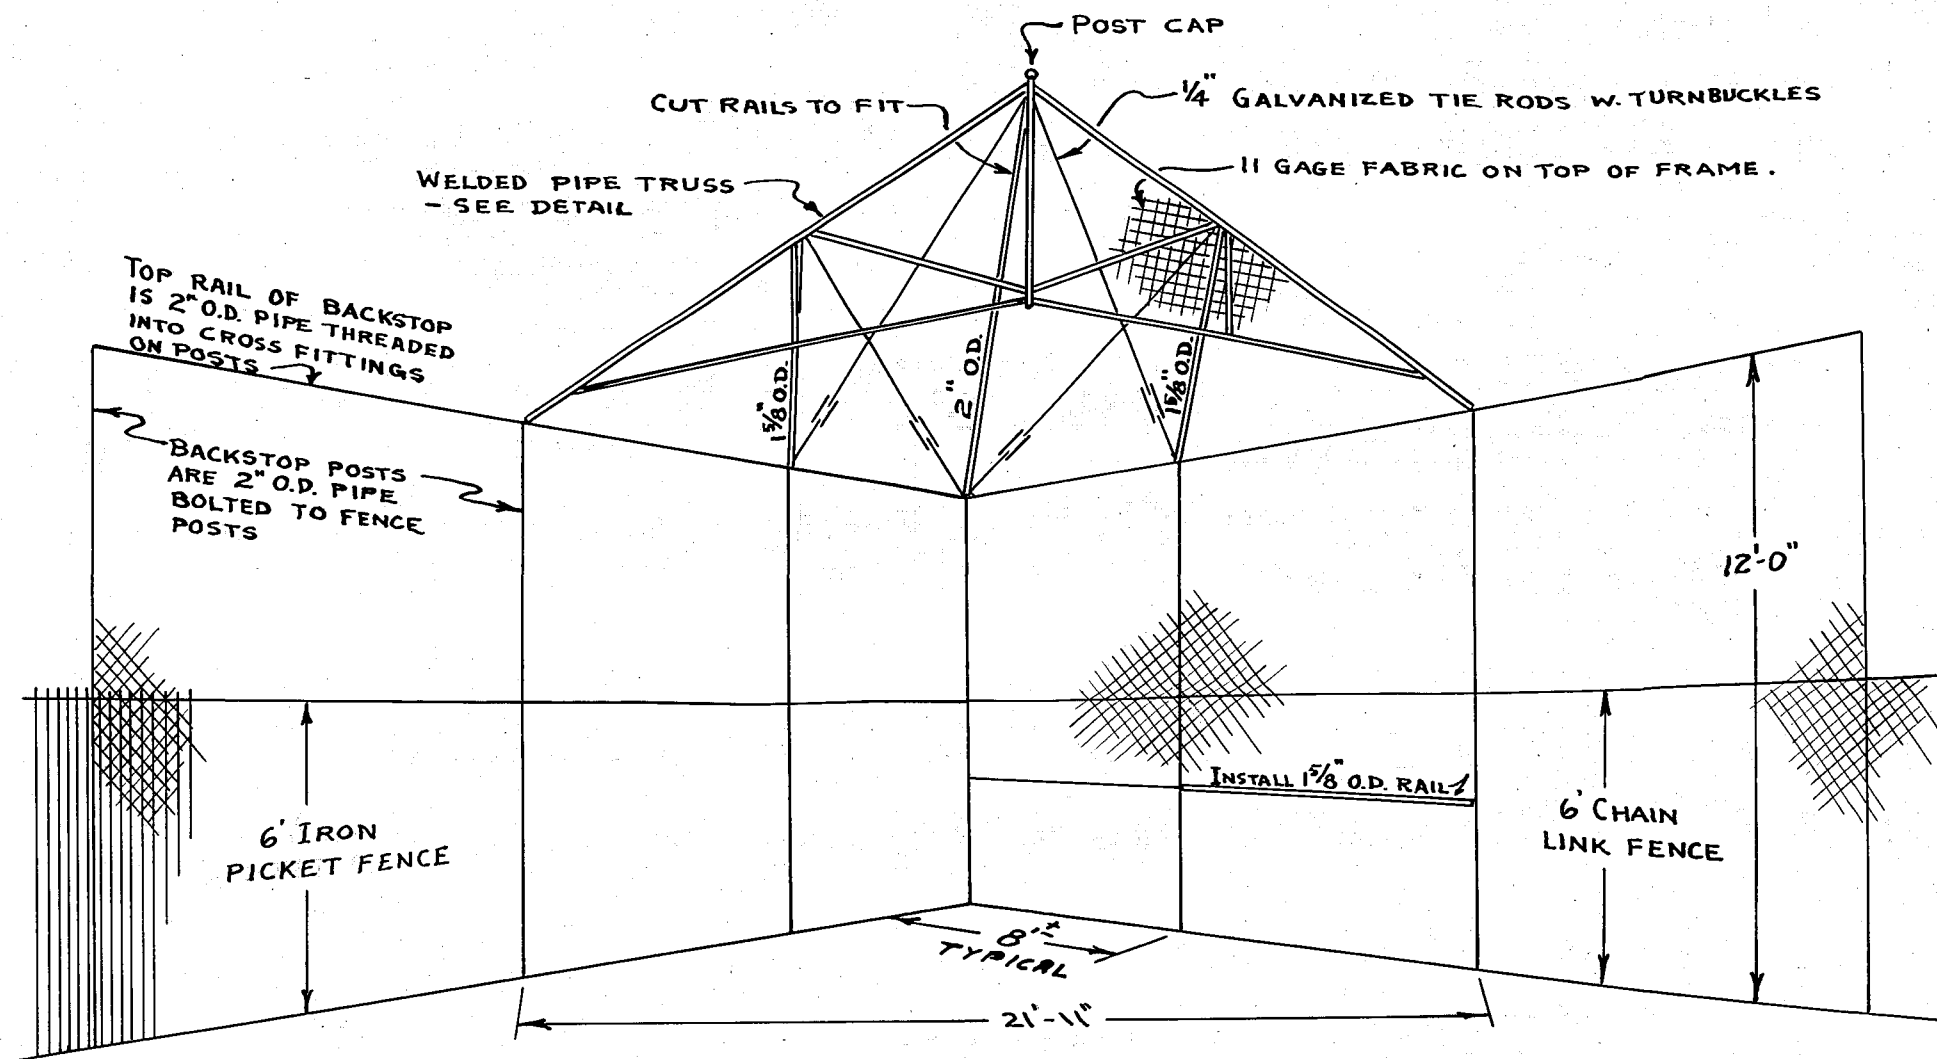 POST CAP
CUT RAILS TO FIT
1/4" GALVANIZED TIE RODS W. TURNBUCKLES
WELDED PIPE TRUSS
- SEE DETAIL
11 GAGE FABRIC ON TOP OF FRAME.
TOP RAIL OF BACKSTOP
IS 2" O.D. PIPE THREADED
INTO CROSS FITTINGS
ON POSTS
1 5/8" O.D.
2" O.D.
1 5/8" O.D.
BACKSTOP POSTS
ARE 2" O.D. PIPE
BOLTED TO FENCE
POSTS
12'-0"
INSTALL 1 5/8" O.D. RAIL
6' IRON
PICKET FENCE
6' CHAIN
LINK FENCE
8'±
TYPICAL
21'-11"